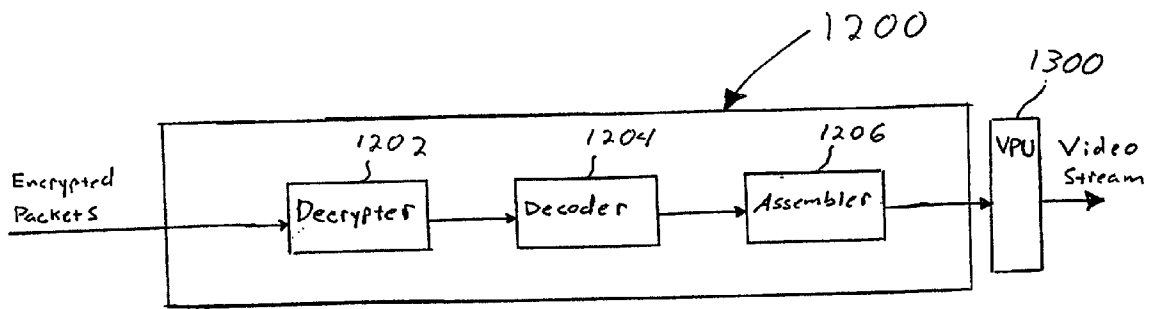 1200
1300
1202
1204
1206
VPU
Video
Stream
Encrypted
Packets
Decrypter
Decoder
Assembler